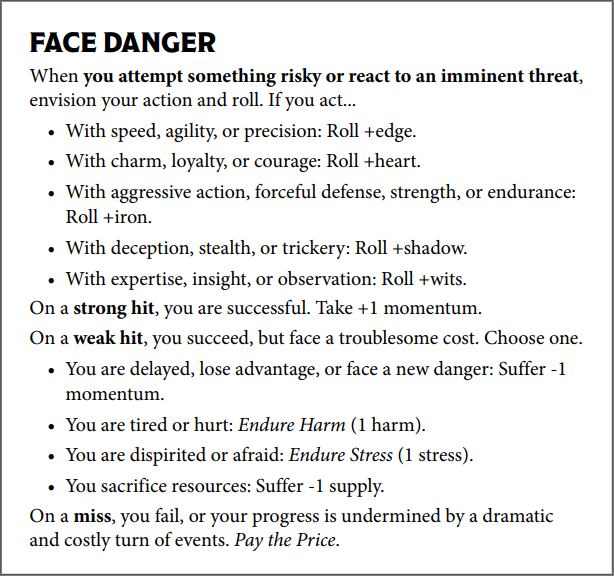 FACE DANGER
When you attempt something risky or react to an imminent threat,
envision your action and roll. If you act...
• With speed, agility, or precision: Roll +edge.
• With charm, loyalty, or courage: Roll +heart.
• With aggressive action, forceful defense, strength, or endurance:
Roll +iron.
• With deception, stealth, or trickery: Roll +shadow.
• With expertise, insight, or observation: Roll +wits.
On a strong hit, you are successful. Take +1 momentum.
On a weak hit, you succeed, but face a troublesome cost. Choose one.
• You are delayed, lose advantage, or face a new danger: Suffer -1
momentum.
• You are tired or hurt: Endure Harm (1 harm).
• You are dispirited or afraid: Endure Stress (1 stress).
• You sacrifice resources: Suffer -1 supply.
On a miss, you fail, or your progress is undermined by a dramatic
and costly turn of events. Pay the Price.